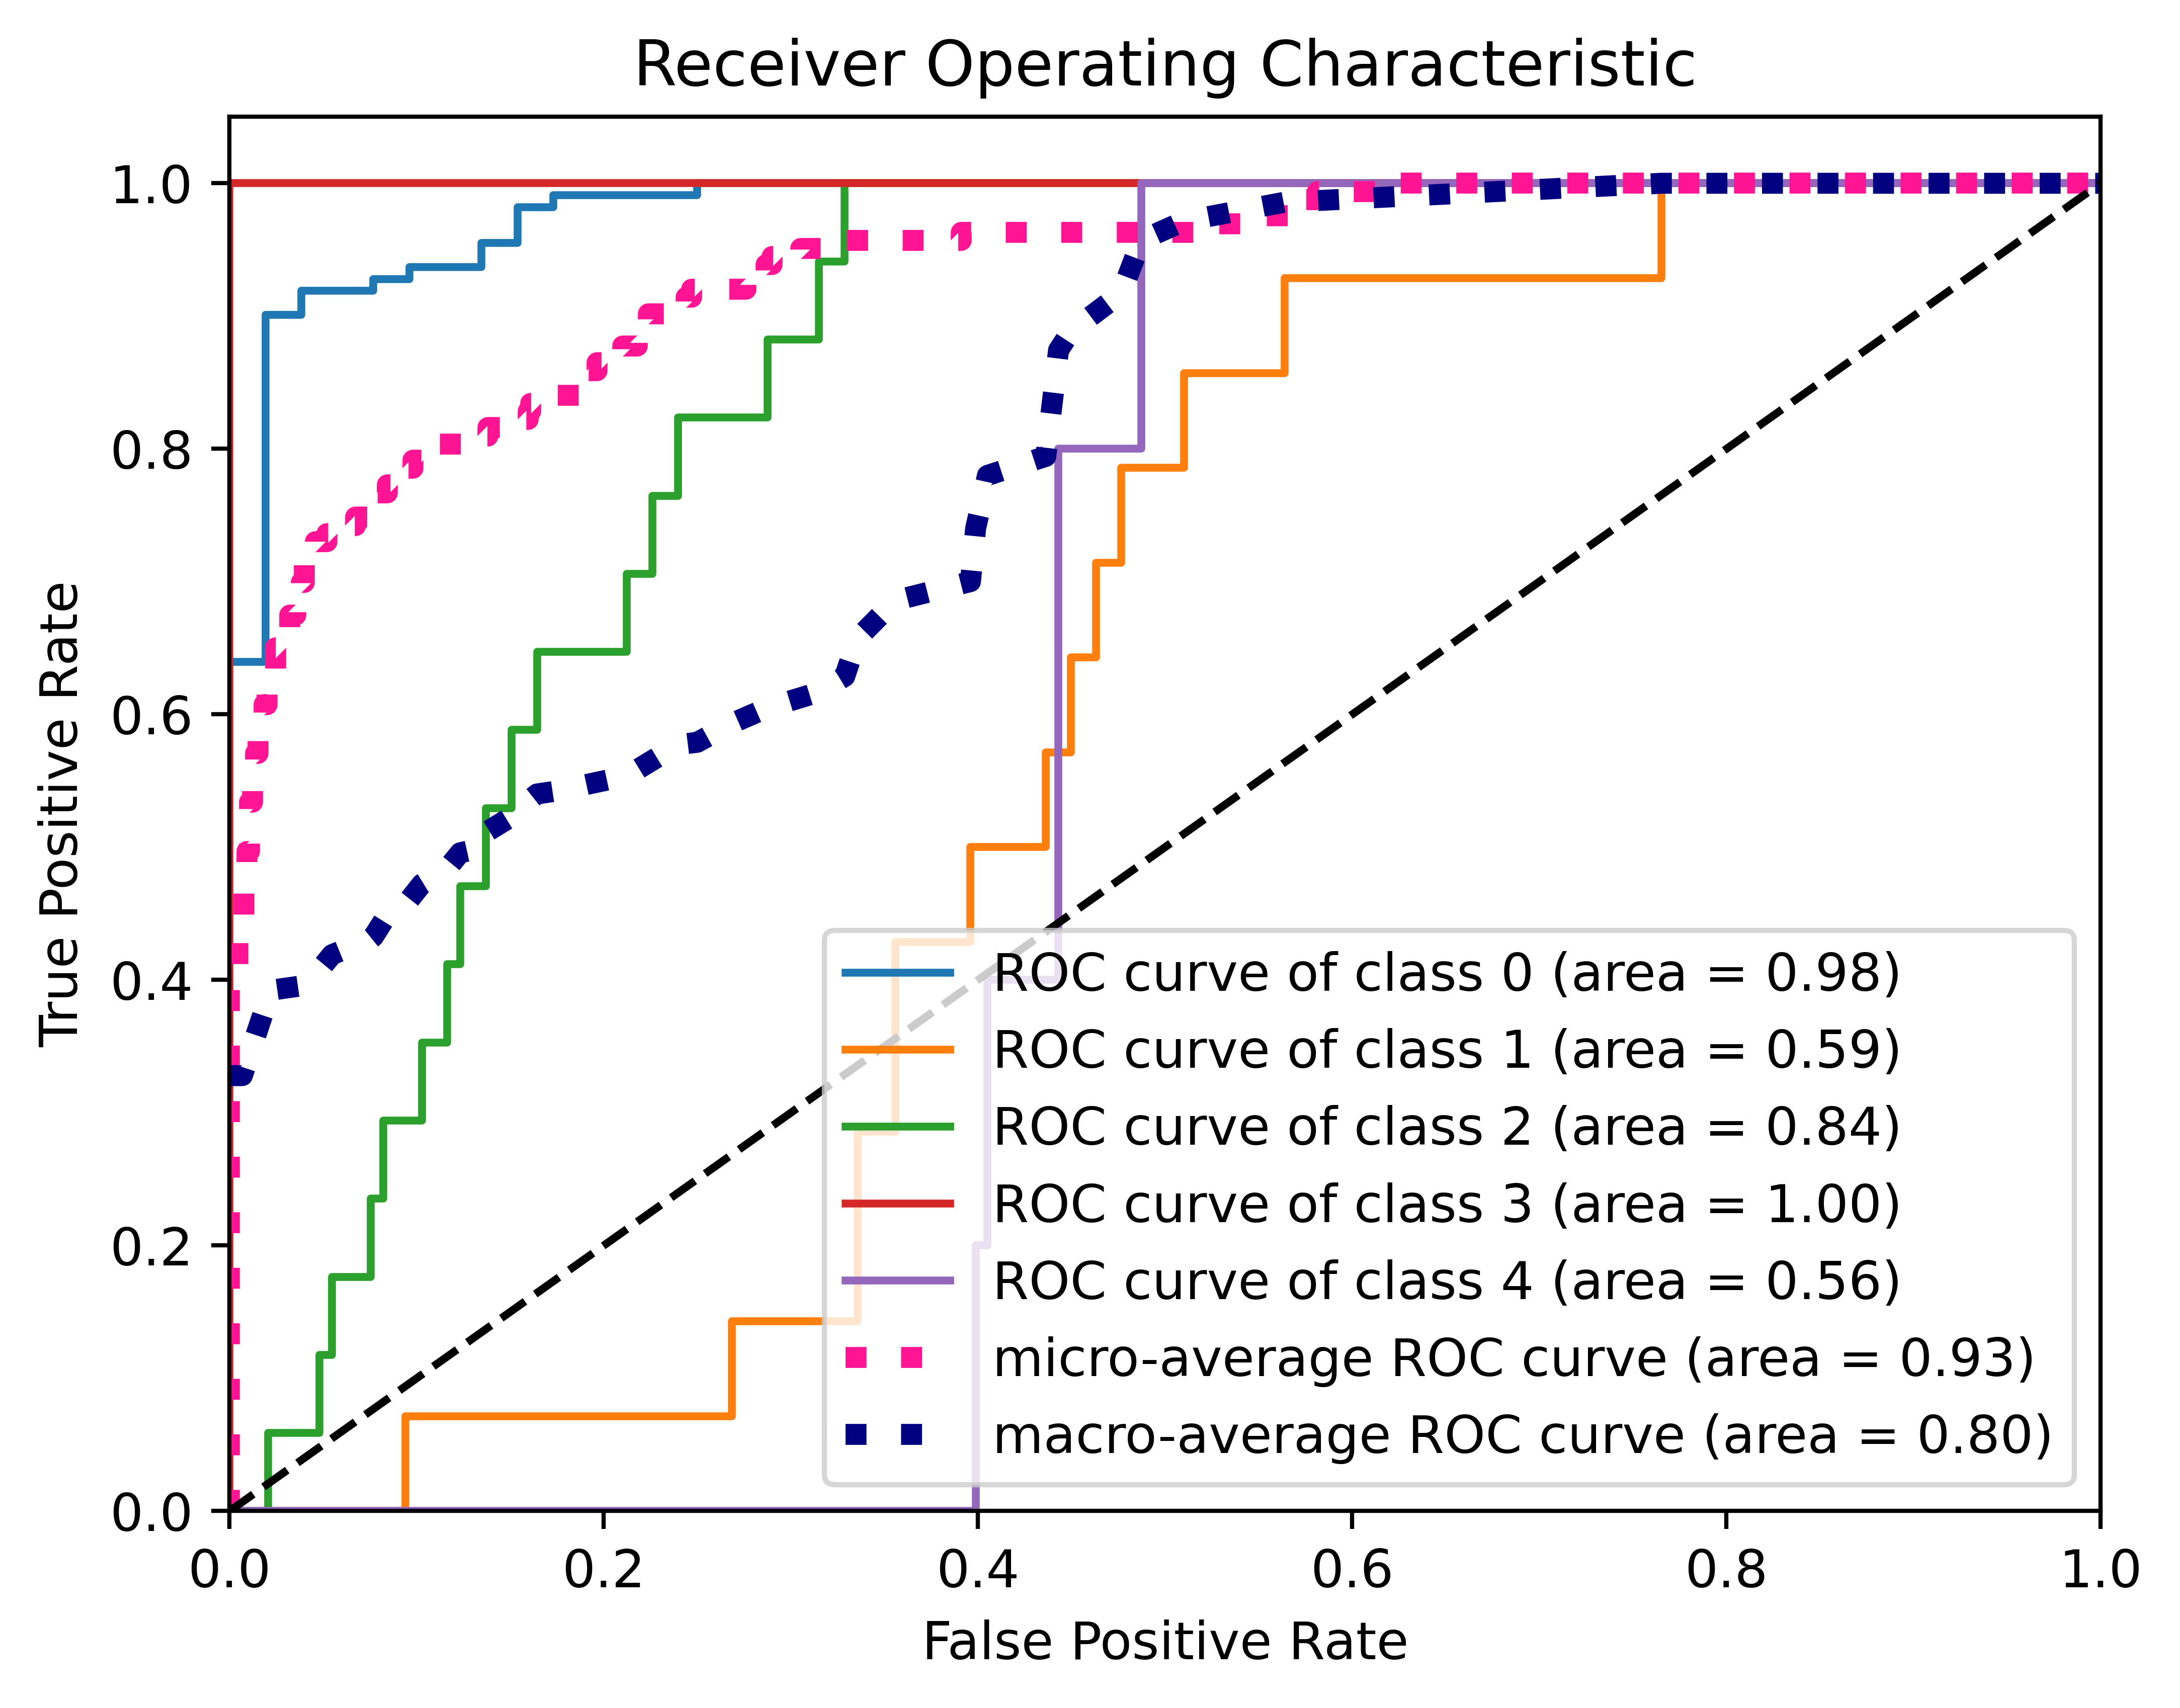 Receiver Operating Characteristic
1.0
0.8
0.6
0.4
0.2
0.0
True Positive Rate
ROC curve of class 0 (area = 0.98)
ROC curve of class 1 (area = 0.59)
ROC curve of class 2 (area = 0.84)
ROC curve of class 3 (area = 1.00)
ROC curve of class 4 (area = 0.56)
micro-average ROC curve (area = 0.93)
macro-average ROC curve (area = 0.80)
0.0 0.2 0.4 0.6 0.8 1.0
False Positive Rate